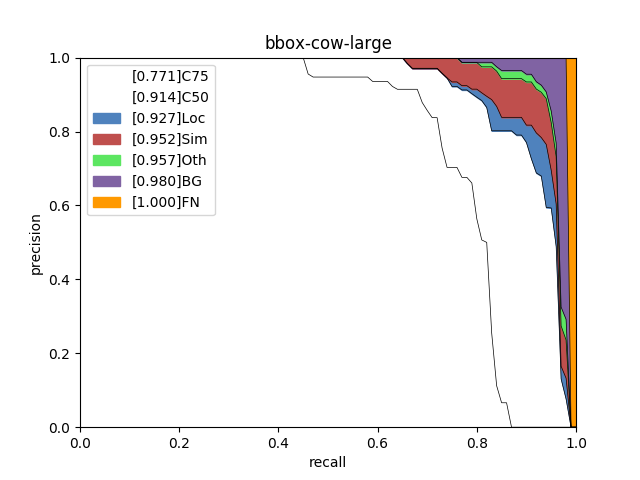 bbox-cow-large
1.0
0.8
0.6
0.4
0.2
0.0
precision
[0.771]C75
[0.914]C50
[0.927]Loc
[0.952]Sim
[0.957]Oth
[0.980]BG
[1.000]FN
0.0 0.2 0.4 0.6 0.8 1.0
recall